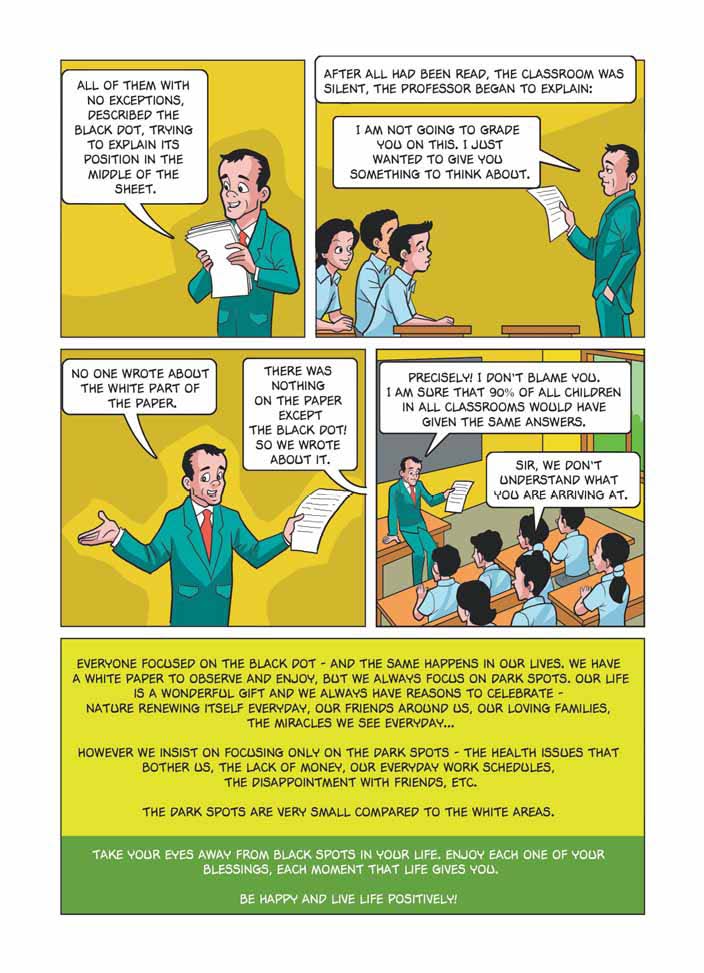 ALL OF THEM WITH
NO EXCEPTIONS,
DESCRIBED THE
BLACK DOT, TRYING
TO EXPLAIN ITS
POSITION IN THE
MIDDLE OF THE
SHEET.
AFTER ALL HAD BEEN READ, THE CLASSROOM WAS
SILENT, THE PROFESSOR BEGAN TO EXPLAIN:
I AM NOT GOING TO GRADE
YOU ON THIS. I JUST
WANTED TO GIVE YOU
SOMETHING TO THINK ABOUT.
NO ONE WROTE ABOUT
THE WHITE PART OF
THE PAPER.
THERE WAS
NOTHING
ON THE PAPER
EXCEPT
THE BLACK DOT!
SO WE WROTE
ABOUT IT.
PRECISELY! I DON'T BLAME YOU.
I AM SURE THAT 90% OF ALL CHILDREN
IN ALL CLASSROOMS WOULD HAVE
GIVEN THE SAME ANSWERS.
SIR, WE DON'T
UNDERSTAND WHAT
YOU ARE ARRIVING AT.
EVERYONE FOCUSED ON THE BLACK DOT - AND THE SAME HAPPENS IN OUR LIVES. WE HAVE
A WHITE PAPER TO OBSERVE AND ENJOY, BUT WE ALWAYS FOCUS ON DARK SPOTS. OUR LIFE
IS A WONDERFUL GIFT AND WE ALWAYS HAVE REASONS TO CELEBRATE -
NATURE RENEWING ITSELF EVERYDAY, OUR FRIENDS AROUND US, OUR LOVING FAMILIES,
THE MIRACLES WE SEE EVERYDAY...
HOWEVER WE INSIST ON FOCUSING ONLY ON THE DARK SPOTS - THE HEALTH ISSUES THAT
BOTHER US, THE LACK OF MONEY, OUR EVERYDAY WORK SCHEDULES,
THE DISAPPOINTMENT WITH FRIENDS, ETC.
THE DARK SPOTS ARE VERY SMALL COMPARED TO THE WHITE AREAS.
TAKE YOUR EYES AWAY FROM BLACK SPOTS IN YOUR LIFE. ENJOY EACH ONE OF YOUR
BLESSINGS, EACH MOMENT THAT LIFE GIVES YOU.
BE HAPPY AND LIVE LIFE POSITIVELY!